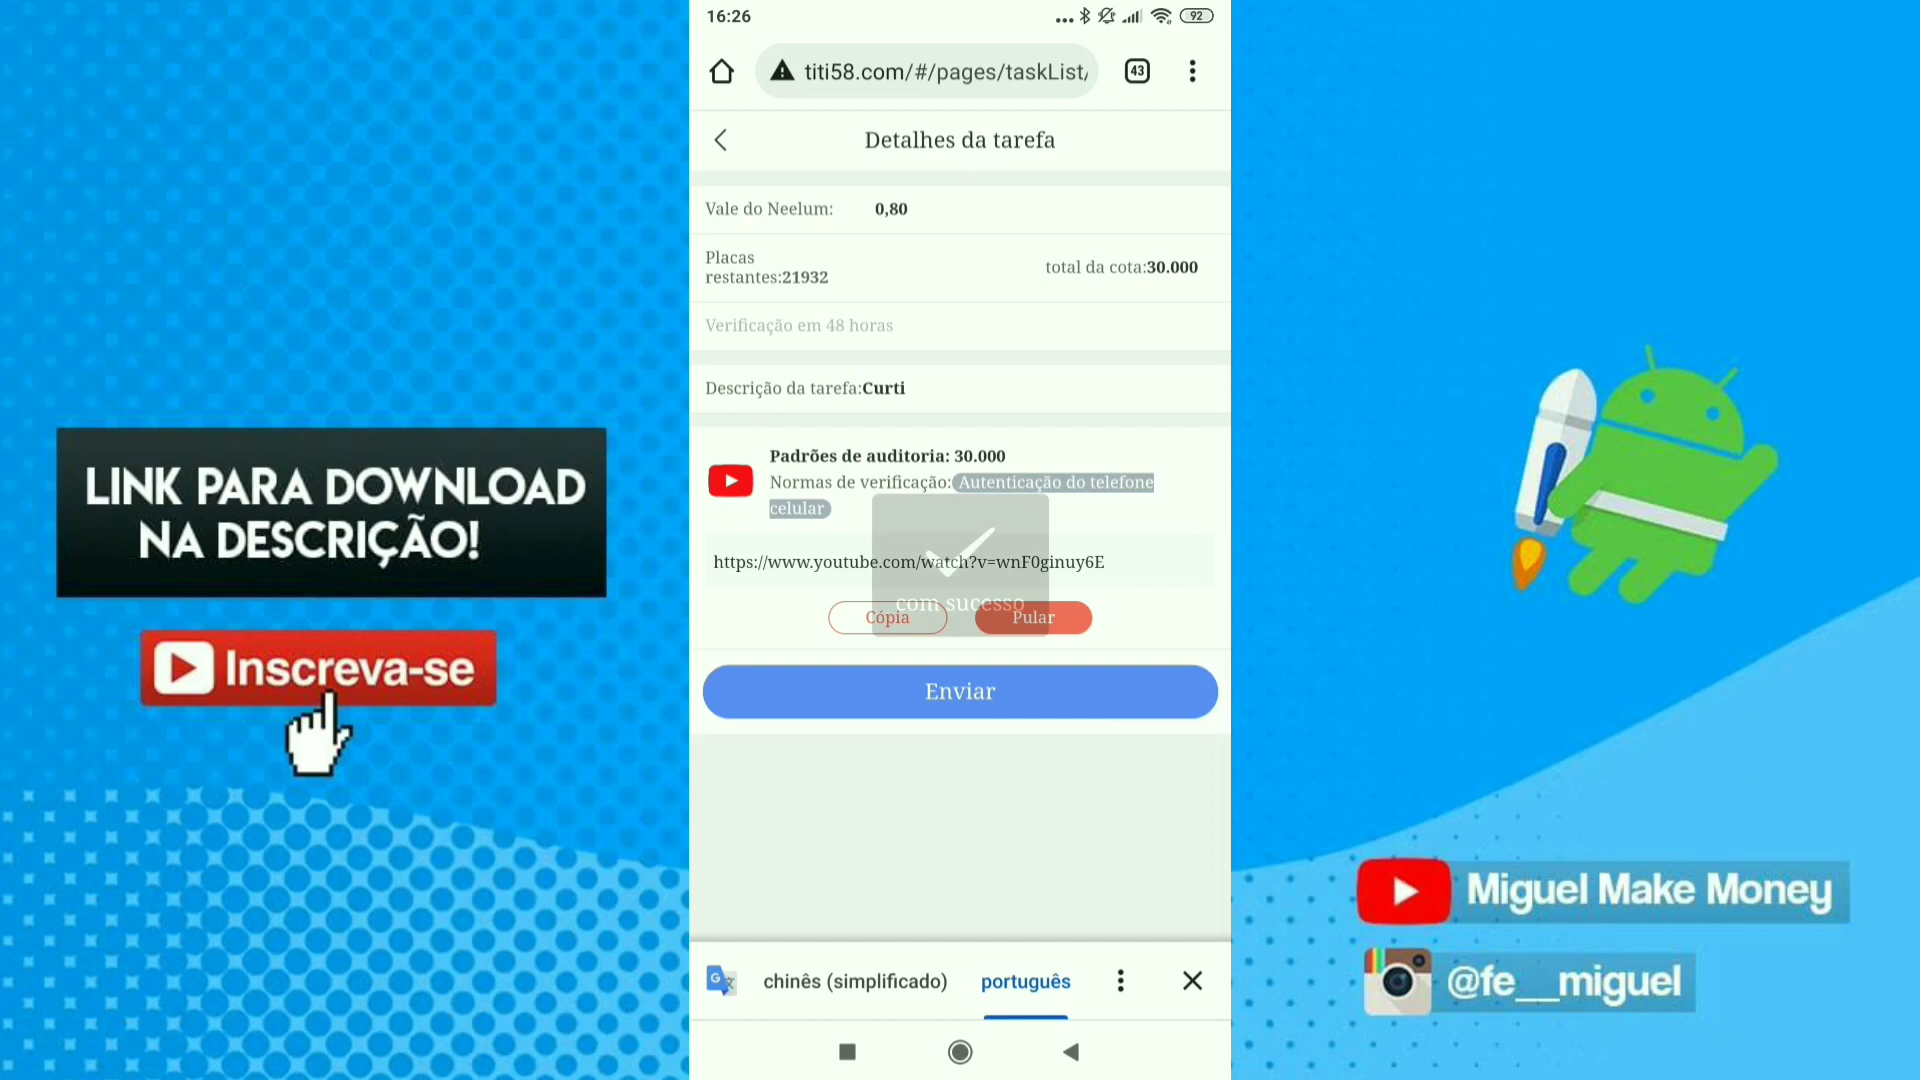 16:26
92
titi58.com/#/pages/taskList/
43
Detalhes da tarefa
Vale do Neelum: 0,80
Placas
restantes:21932
total da cota:30.000
Verificação em 48 horas
Descrição da tarefa:Curti
Padrões de auditoria: 30.000
Normas de verificação: Autenticação do telefone
celular
https://www.youtube.com/watch?v=wnF0ginuy6E
com sucesso
Cópia
Pular
Enviar
chinês (simplificado)
português
LINK PARA DOWNLOAD
NA DESCRIÇÃO!
Inscreva-se
Miguel Make Money
@fe__miguel